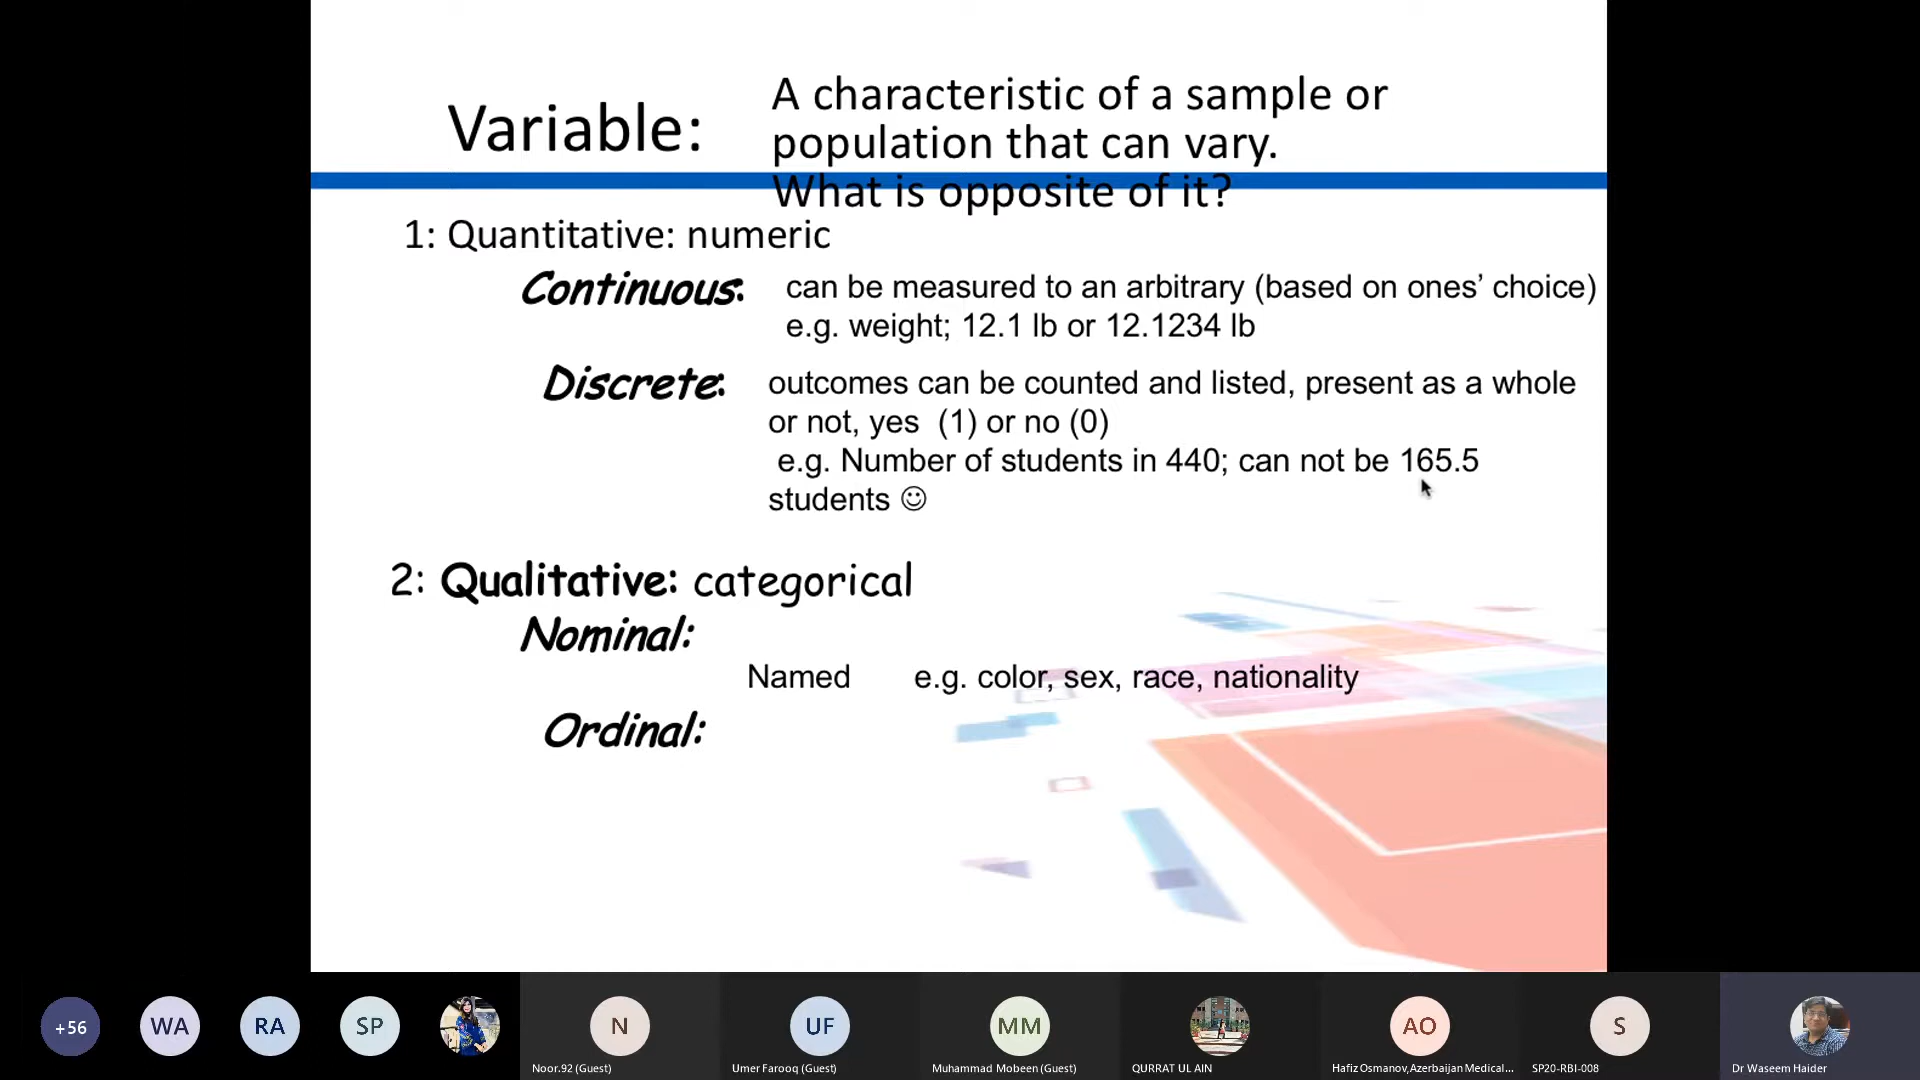 Variable:
A characteristic of a sample or
population that can vary.
What is opposite of it?
1: Quantitative: numeric
Continuous:
can be measured to an arbitrary (based on ones’ choice)
e.g. weight; 12.1 lb or 12.1234 lb
Discrete:
outcomes can be counted and listed, present as a whole
or not, yes (1) or no (0)
e.g. Number of students in 440; can not be 165.5
students ☺
2: Qualitative: categorical
Nominal:
Named e.g. color, sex, race, nationality
Ordinal:
+56
WA
RA
SP
N
UF
MM
AO
S
Noor.92 (Guest)
Umer Farooq (Guest)
Muhammad Mobeen (Guest)
QURRAT UL AIN
Hafiz Osmanov,Azerbaijan Medical...
SP20-RBI-008
Dr Waseem Haider